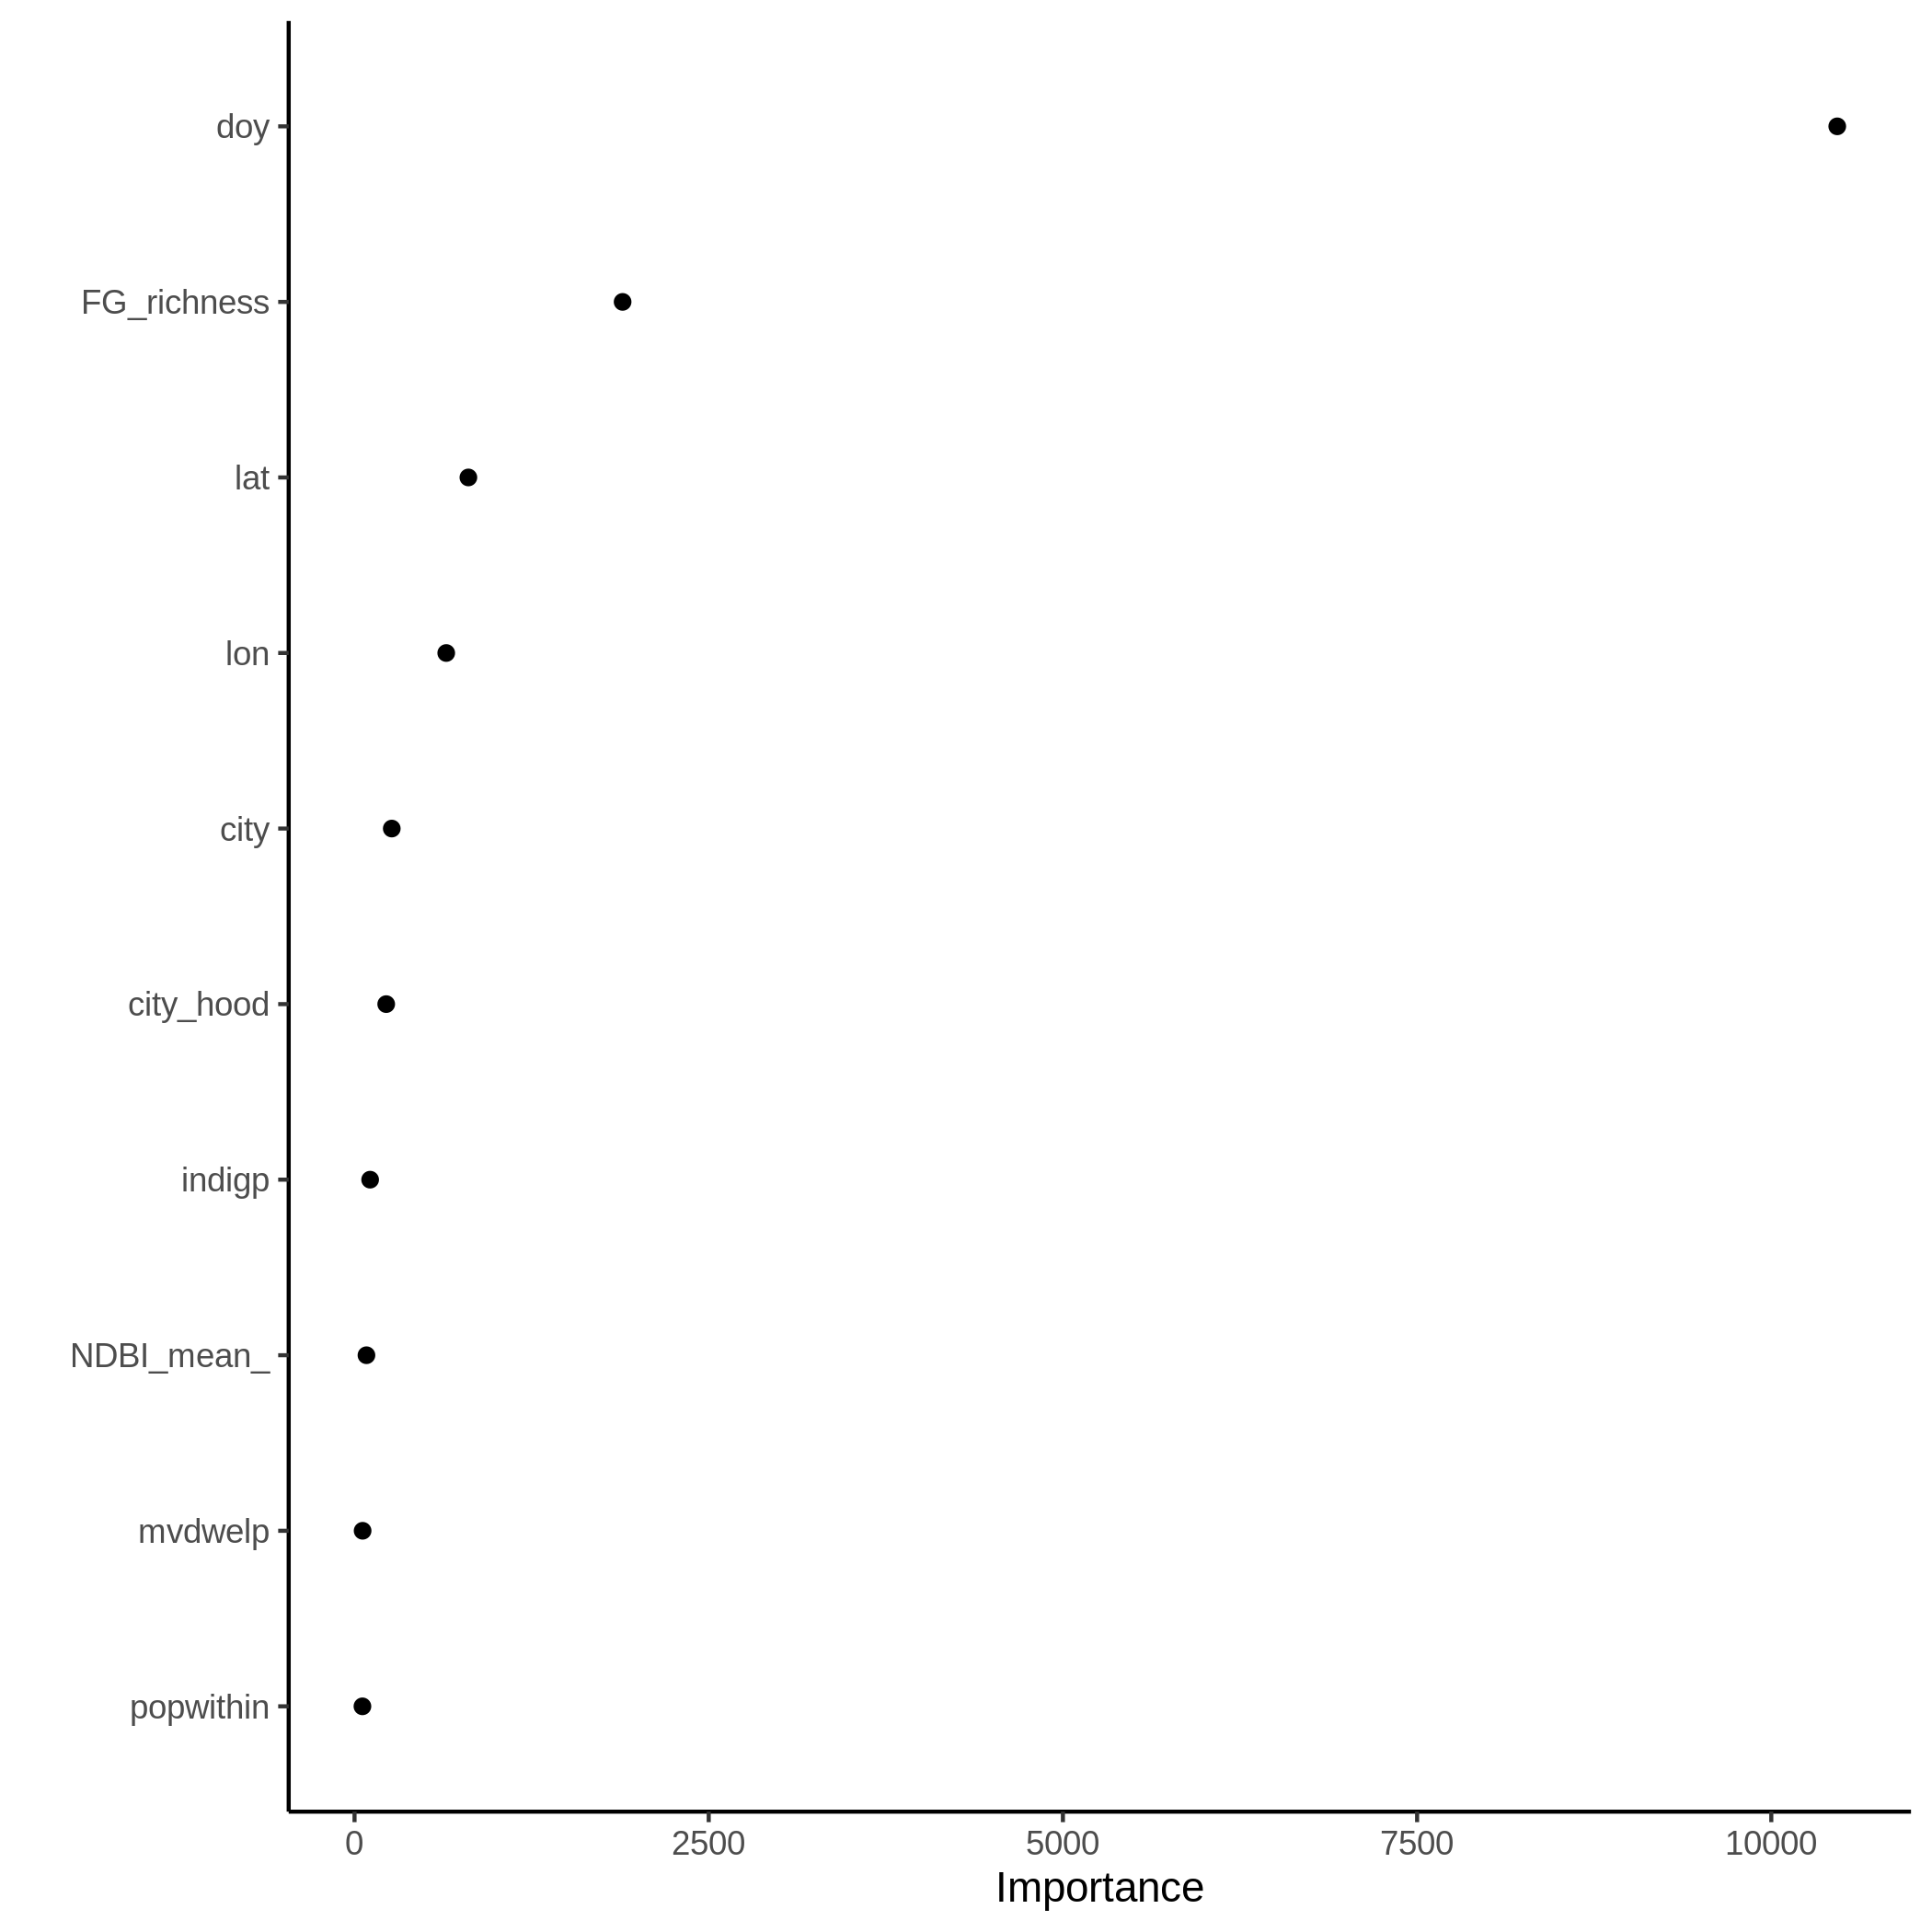 doy
FG_richness
lat
lon
city
city_hood
indigp
NDBI_mean_
mvdwelp
popwithin
0 2500 5000 7500 10000
Importance